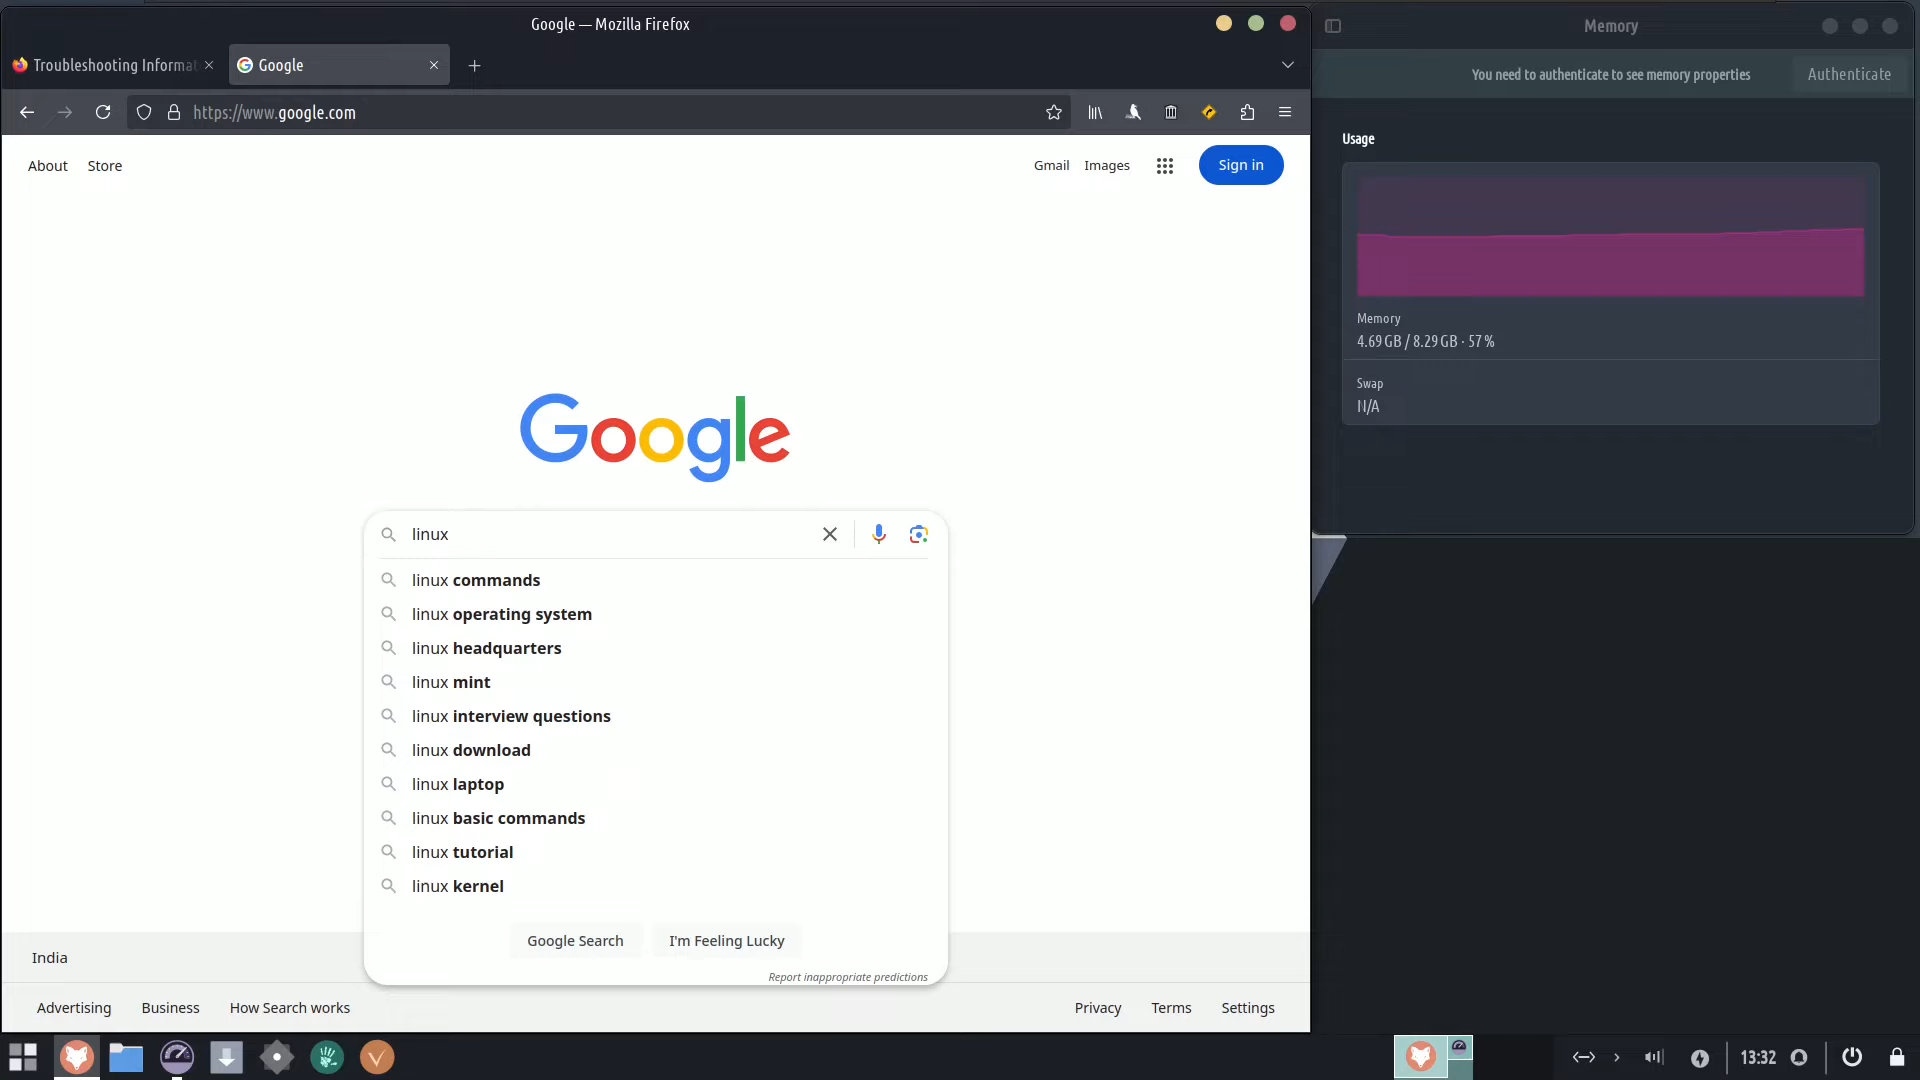 Google — Mozilla Firefox
Troubleshooting Informat
Google
https://www.google.com
About
Store
Gmail
Images
Sign in
Google
linux
linux commands
linux operating system
linux headquarters
linux mint
linux interview questions
linux download
linux laptop
linux basic commands
linux tutorial
linux kernel
Google Search
I'm Feeling Lucky
Report inappropriate predictions
India
Advertising
Business
How Search works
Privacy
Terms
Settings
Memory
You need to authenticate to see memory properties
Authenticate
Usage
Memory
4.69 GB / 8.29 GB · 57 %
Swap
N/A
13:32